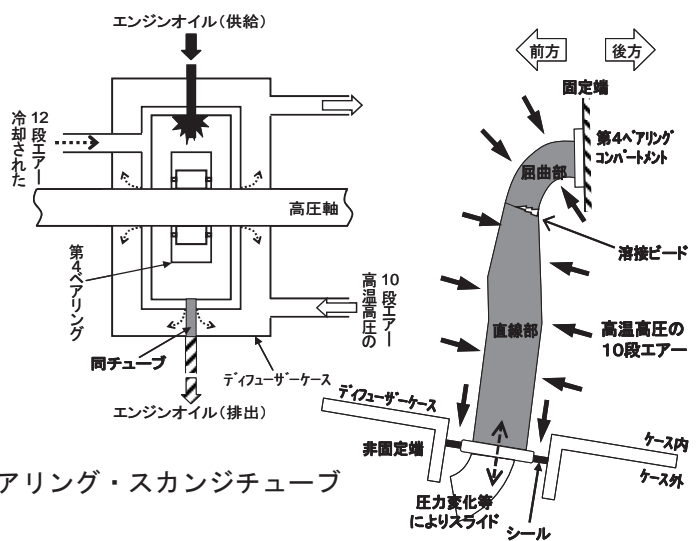 エンジンオイル（供給）
冷却された
12段エアー
高圧軸
第4ベアリング
高温高圧の
10段エアー
同チューブ
ディフューザーケース
エンジンオイル（排出）
アリング・スカンジチューブ
前方
後方
固定端
第4ベアリング
コンパートメント
屈曲部
溶接ビード
直線部
高温高圧の
10段エアー
ディフューザーケース
非固定端
ケース内
ケース外
圧力変化等
によりスライド
シール